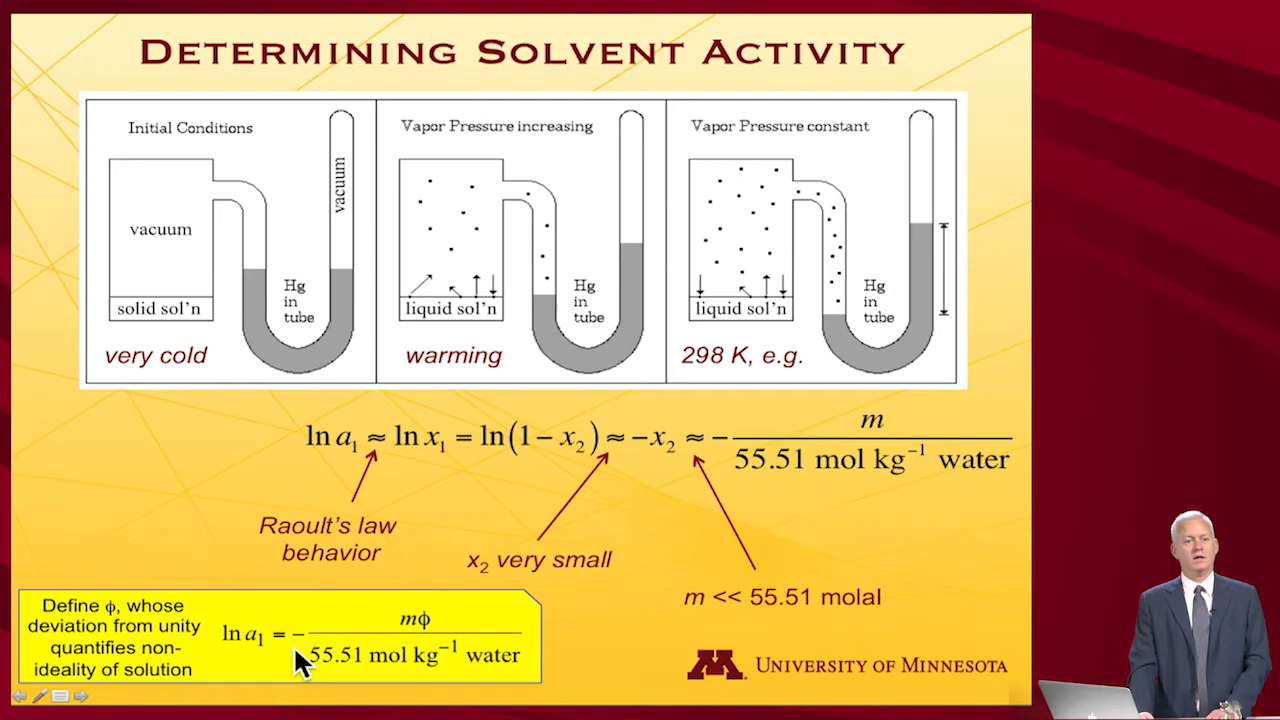 DETERMINING SOLVENT ACTIVITY
Initial Conditions
vacuum
vacuum
solid sol'n
Hg
in
tube
very cold
Vapor Pressure increasing
liquid sol'n
Hg
in
tube
warming
Vapor Pressure constant
liquid sol'n
Hg
in
tube
298 K, e.g.
ln a₁ ≈ ln x₁ = ln(1 − x₂) ≈ −x₂ ≈ − m / 55.51 mol kg⁻¹ water
Raoult's law
behavior
x₂ very small
m << 55.51 molal
Define ϕ, whose
deviation from unity
quantifies non-
ideality of solution
ln a₁ = − mϕ / 55.51 mol kg⁻¹ water
M UNIVERSITY OF MINNESOTA